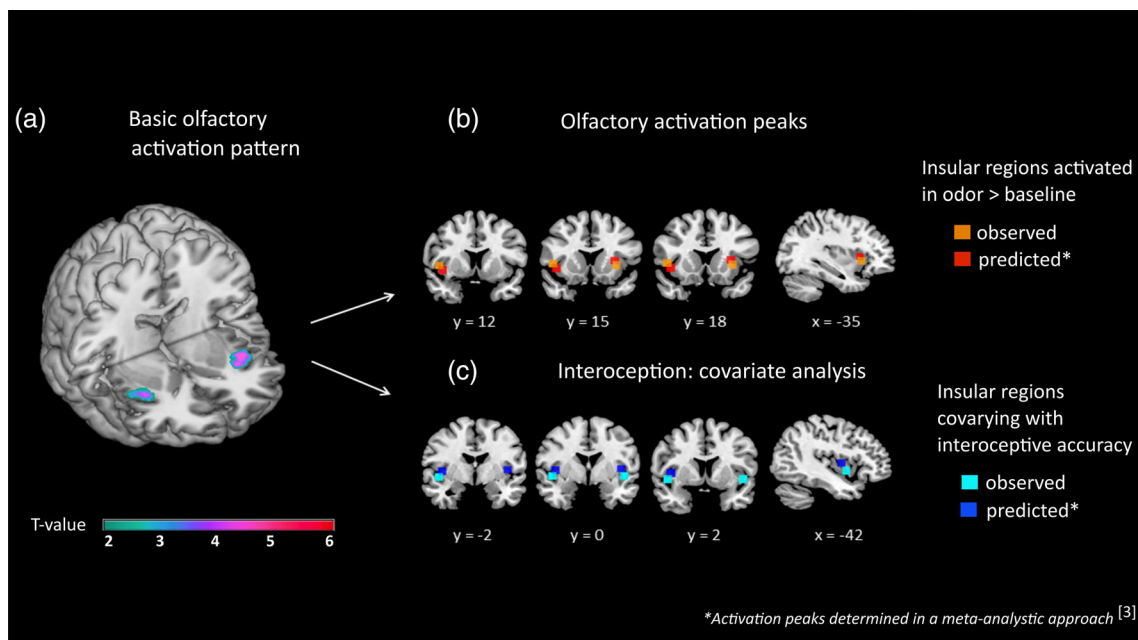 (a)
Basic olfactory
activation pattern
T-value
2 3 4 5 6
(b)
Olfactory activation peaks
y = 12 y = 15 y = 18 x = -35
Insular regions activated
in odor > baseline
observed
predicted*
(c)
Interoception: covariate analysis
y = -2 y = 0 y = 2 x = -42
Insular regions
covarying with
interoceptive accuracy
observed
predicted*
*Activation peaks determined in a meta-analystic approach [3]